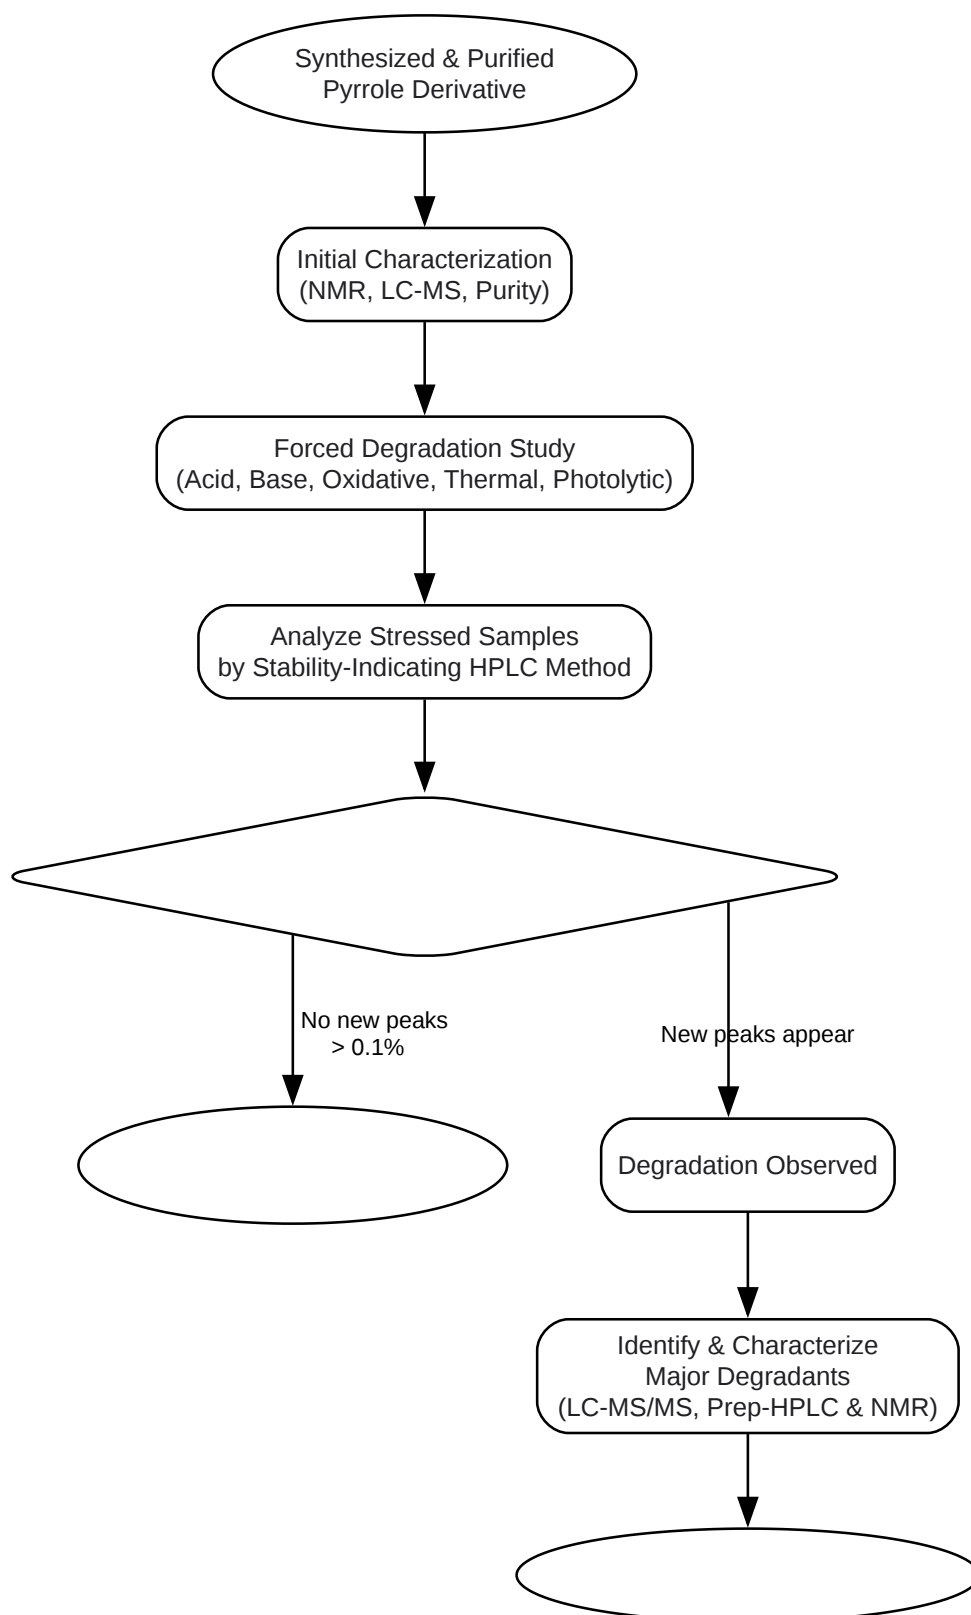 Synthesized & Purified
Pyrrole Derivative
Initial Characterization
(NMR, LC-MS, Purity)
Forced Degradation Study
(Acid, Base, Oxidative, Thermal, Photolytic)
Analyze Stressed Samples
by Stability-Indicating HPLC Method
No new peaks
> 0.1%
New peaks appear
Degradation Observed
Identify & Characterize
Major Degradants
(LC-MS/MS, Prep-HPLC & NMR)